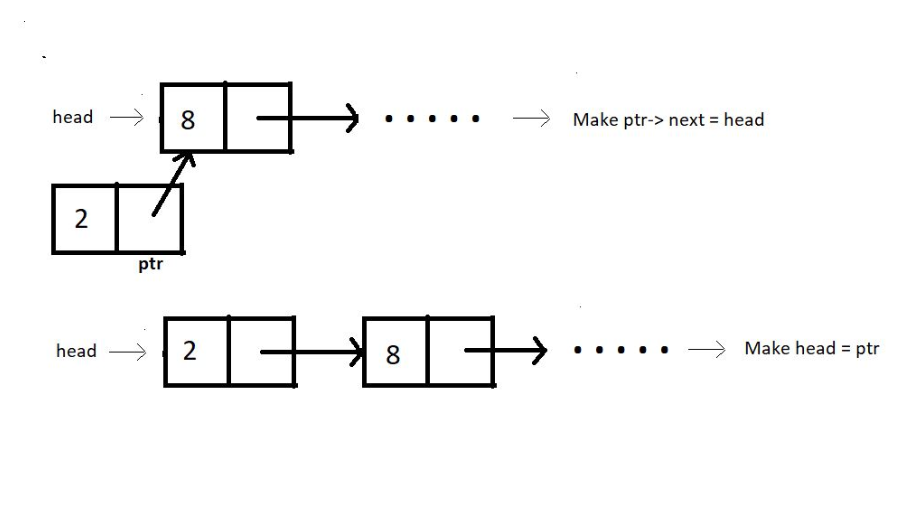 head 8 Make ptr-> next = head
2
ptr
head 2 8 Make head = ptr